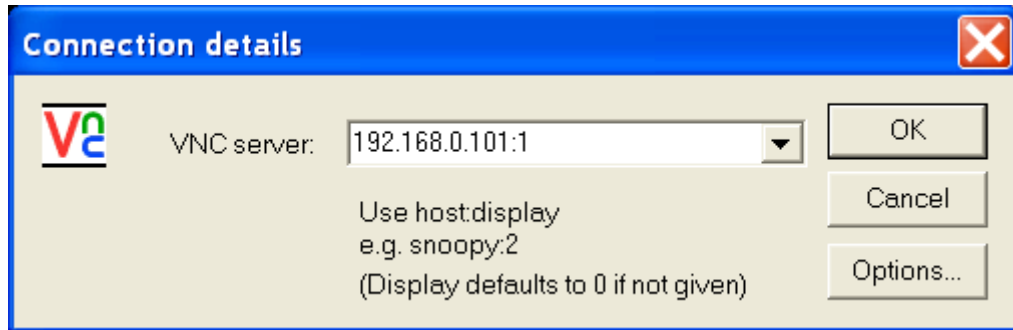 Connection details
VNC
VNC server:
192.168.0.101:1
OK
Use host:display
e.g. snoopy:2
(Display defaults to 0 if not given)
Cancel
Options...